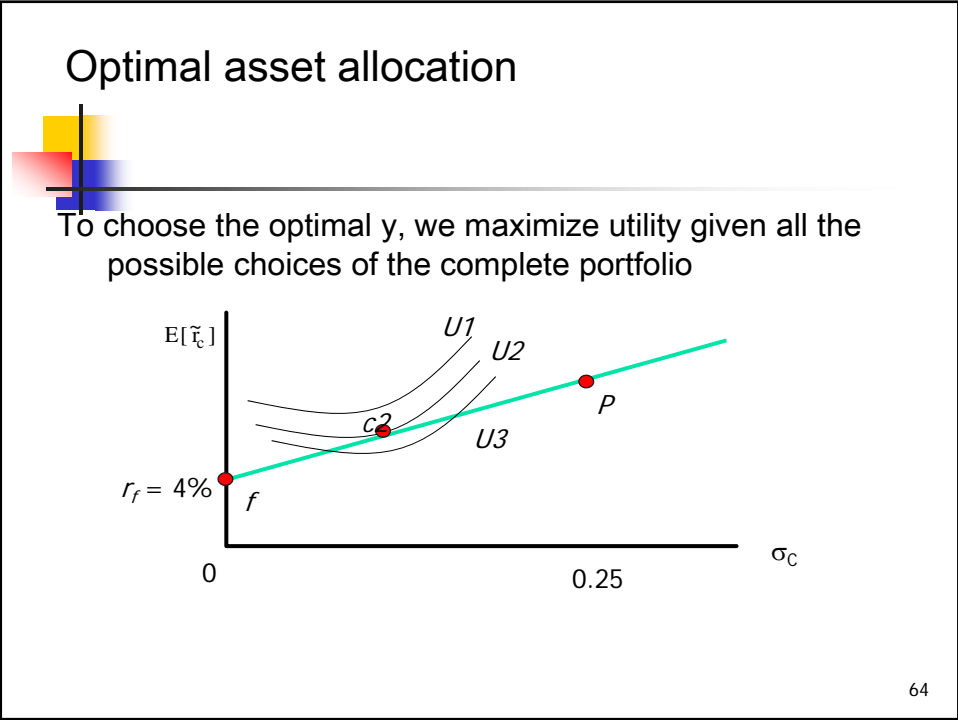 Optimal asset allocation
To choose the optimal y, we maximize utility given all the
possible choices of the complete portfolio
E[r̃c]
U1
U2
c2
P
U3
rf = 4%
f
0
0.25
σC
64